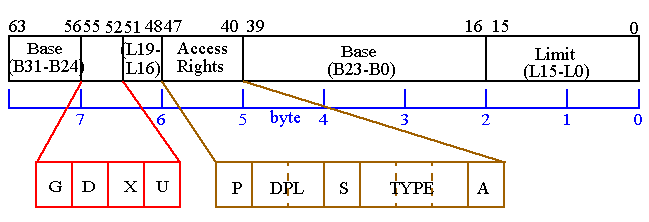 63 56 55 52 51 48 47 40 39 16 15 0
Base (L19- Access Base Limit
(B31-B24) L16) Rights (B23-B0) (L15-L0)
7 6 5 byte 4 3 2 1 0
G D X U P DPL S TYPE A